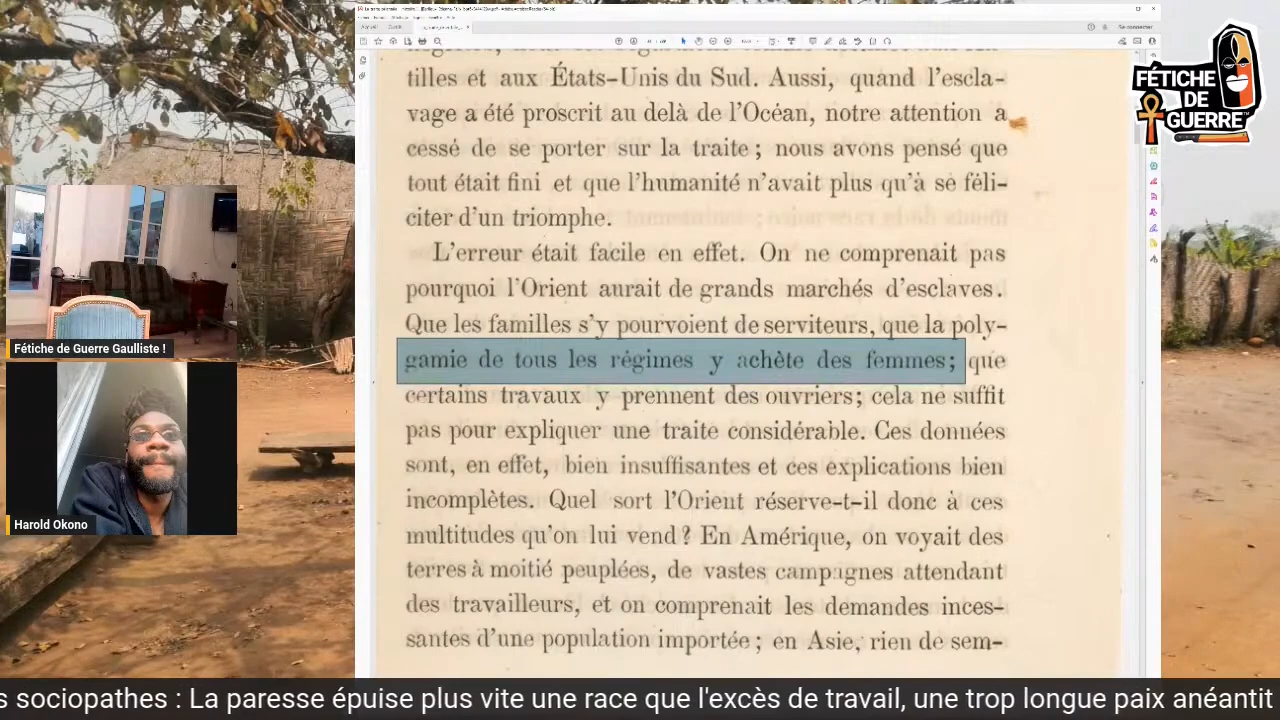 Se connecter
FÉTICHE
DE
GUERRE™
tilles et aux États-Unis du Sud. Aussi, quand l'escla-
vage a été proscrit au delà de l'Océan, notre attention a
cessé de se porter sur la traite; nous avons pensé que
tout était fini et que l'humanité n'avait plus qu'à se féli-
citer d'un triomphe.
L'erreur était facile en effet. On ne comprenait pas
pourquoi l'Orient aurait de grands marchés d'esclaves.
Que les familles s'y pourvoient de serviteurs, que la poly-
gamie de tous les régimes y achète des femmes; que
certains travaux y prennent des ouvriers; cela ne suffit
pas pour expliquer une traite considérable. Ces données
sont, en effet, bien insuffisantes et ces explications bien
incomplètes. Quel sort l'Orient réserve-t-il donc à ces
multitudes qu'on lui vend? En Amérique, on voyait des
terres à moitié peuplées, de vastes campagnes attendant
des travailleurs, et on comprenait les demandes inces-
santes d'une population importée; en Asie, rien de sem-
Fétiche de Guerre Gaulliste !
Harold Okono
s sociopathes : La paresse épuise plus vite une race que l'excès de travail, une trop longue paix anéantit